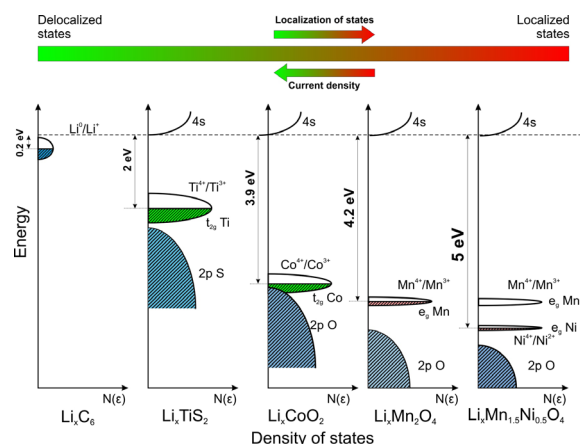 Delocalized
states
Localization of states
Localized
states
Current density
Energy
0.2 eV
Li⁰/Li⁺
N(ε)
LiₓC₆
4s
2 eV
Ti⁴⁺/Ti³⁺
t₂g Ti
2p S
N(ε)
LiₓTiS₂
4s
3.9 eV
Co⁴⁺/Co³⁺
t₂g Co
2p O
N(ε)
LiₓCoO₂
4s
4.2 eV
Mn⁴⁺/Mn³⁺
e_g Mn
2p O
N(ε)
LiₓMn₂O₄
4s
5 eV
Mn⁴⁺/Mn³⁺
e_g Mn
e_g Ni
Ni⁴⁺/Ni²⁺
2p O
N(ε)
LiₓMn₁.₅Ni₀.₅O₄
Density of states